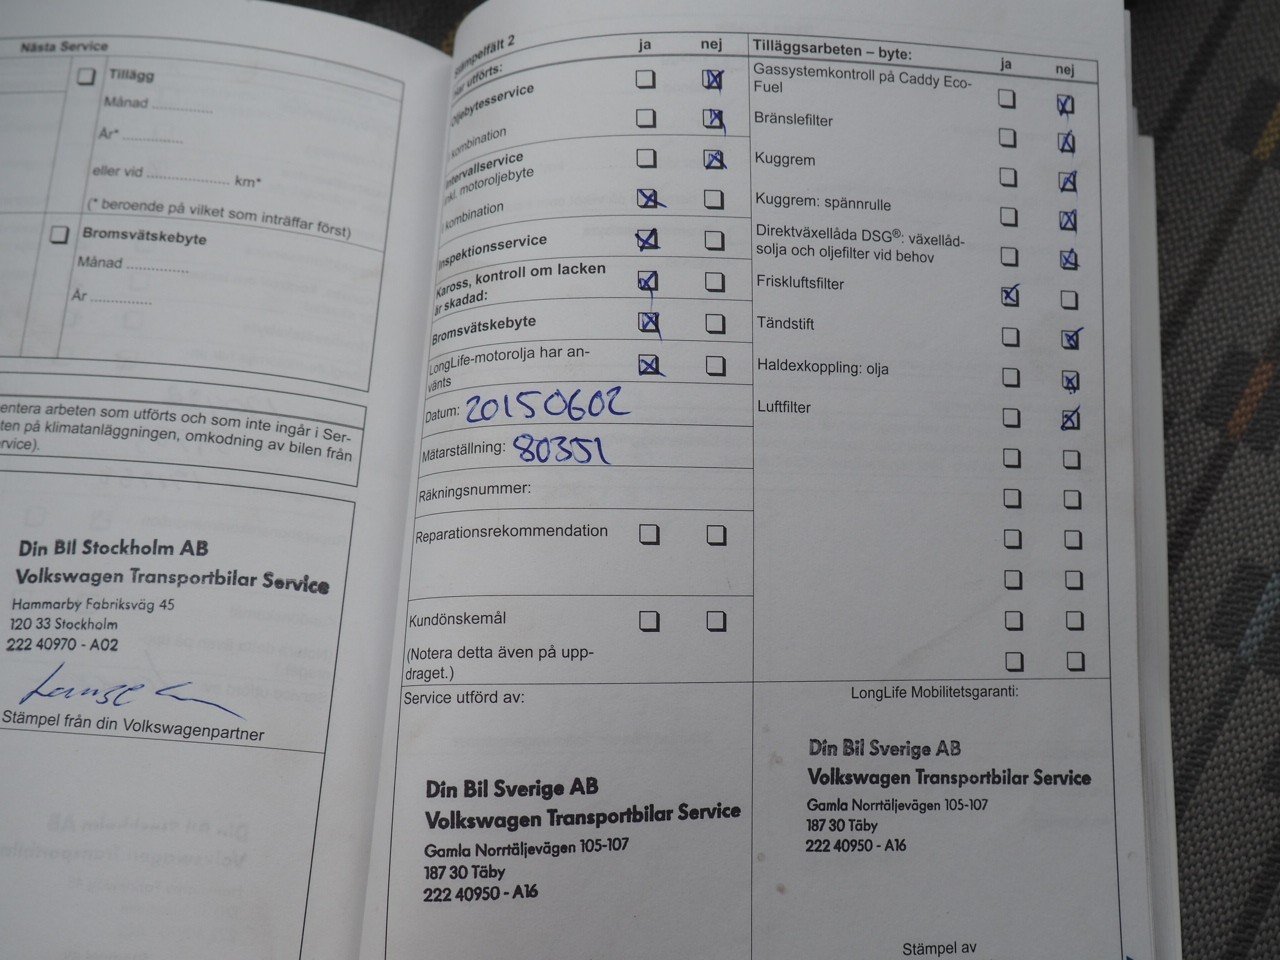 Nästa Service
Tillägg
Månad ..............
År* ..............
eller vid ................... km*
(* beroende på vilket som inträffar först)
Bromsvätskebyte
Månad ..............
År ..............
entera arbeten som utförts och som inte ingår i Ser-
ten på klimatanläggningen, omkodning av bilen från
rvice).
Din Bil Stockholm AB
Volkswagen Transportbilar Service
Hammarby Fabriksväg 45
120 33 Stockholm
222 40970 - A02
Stämpel från din Volkswagenpartner
Stämpelfält 2
Har utförts:
ja
nej
Oljebytesservice
i kombination
Intervallservice
inkl. motoroljebyte
i kombination
Inspektionsservice
Kaross, kontroll om lacken
är skadad:
Bromsvätskebyte
LongLife-motorolja har an-
vänts
Datum: 20150602
Mätarställning: 80351
Räkningsnummer:
Reparationsrekommendation
Kundönskemål
(Notera detta även på upp-
draget.)
Service utförd av:
Din Bil Sverige AB
Volkswagen Transportbilar Service
Gamla Norrtäljevägen 105-107
187 30 Täby
222 40950 - A16
Tilläggsarbeten – byte:
ja
nej
Gassystemkontroll på Caddy Eco-
Fuel
Bränslefilter
Kuggrem
Kuggrem: spännrulle
Direktväxellåda DSG®: växellåd-
solja och oljefilter vid behov
Friskluftsfilter
Tändstift
Haldexkoppling: olja
Luftfilter
LongLife Mobilitetsgaranti:
Din Bil Sverige AB
Volkswagen Transportbilar Service
Gamla Norrtäljevägen 105-107
187 30 Täby
222 40950 - A16
Stämpel av